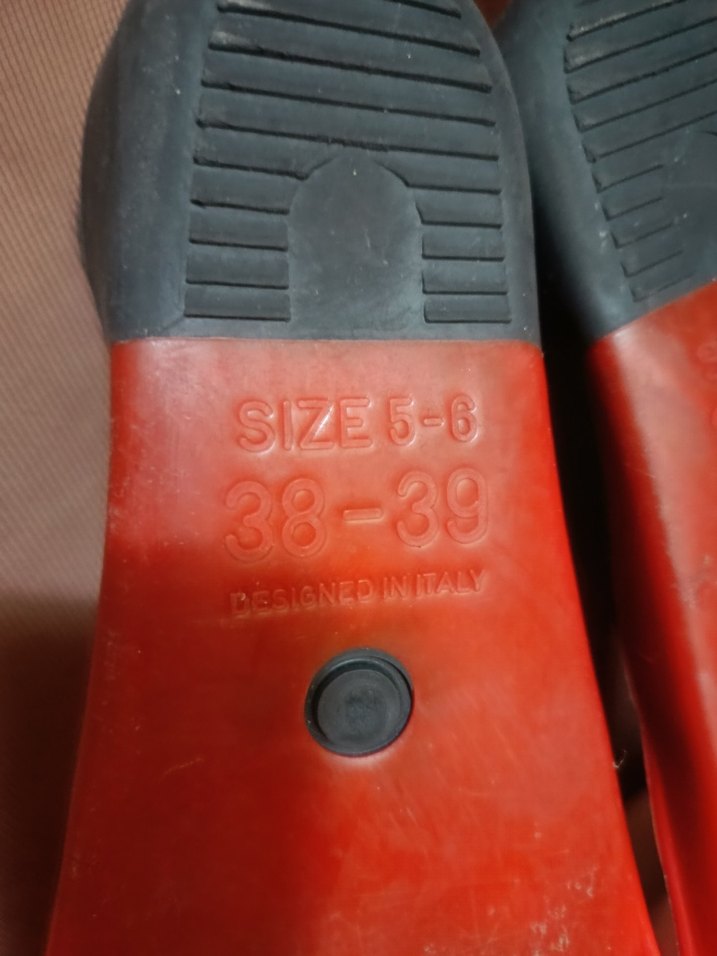 SIZE 5-6
38-39
DESIGNED IN ITALY